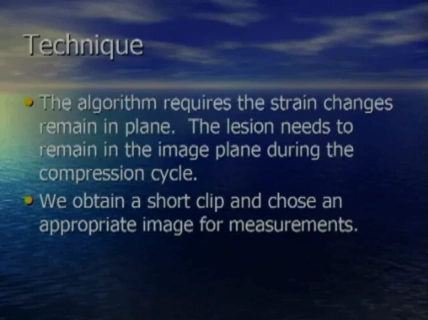 Technique
The algorithm requires the strain changes
remain in plane. The lesion needs to
remain in the image plane during the
compression cycle.
We obtain a short clip and chose an
appropriate image for measurements.